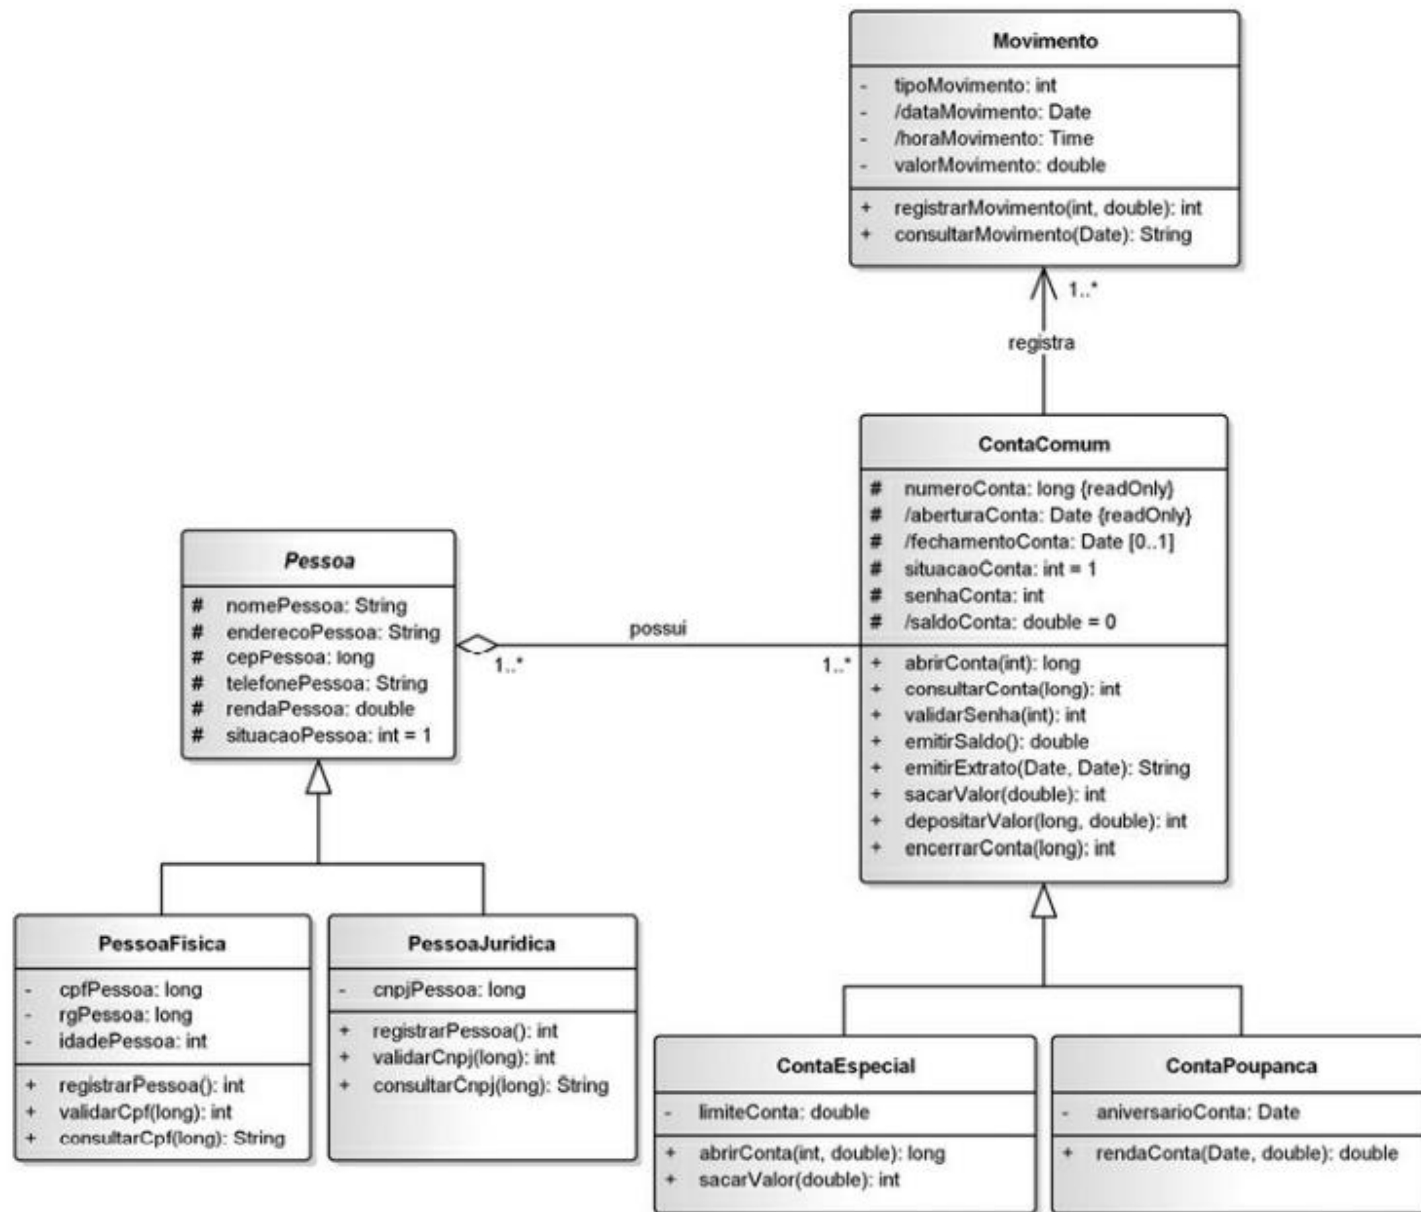 Movimento
- tipoMovimento: int
- /dataMovimento: Date
- /horaMovimento: Time
- valorMovimento: double
+ registrarMovimento(int, double): int
+ consultarMovimento(Date): String
1..*
registra
ContaComum
# numeroConta: long {readOnly}
# /aberturaConta: Date {readOnly}
# /fechamentoConta: Date [0..1]
# situacaoConta: int = 1
# senhaConta: int
# /saldoConta: double = 0
+ abrirConta(int): long
+ consultarConta(long): int
+ validarSenha(int): int
+ emitirSaldo(): double
+ emitirExtrato(Date, Date): String
+ sacarValor(double): int
+ depositarValor(long, double): int
+ encerrarConta(long): int
Pessoa
# nomePessoa: String
# enderecoPessoa: String
# cepPessoa: long
# telefonePessoa: String
# rendaPessoa: double
# situacaoPessoa: int = 1
possui
1..*
1..*
PessoaFisica
- cpfPessoa: long
- rgPessoa: long
- idadePessoa: int
+ registrarPessoa(): int
+ validarCpf(long): int
+ consultarCpf(long): String
PessoaJuridica
- cnpjPessoa: long
+ registrarPessoa(): int
+ validarCnpj(long): int
+ consultarCnpj(long): String
ContaEspecial
- limiteConta: double
+ abrirConta(int, double): long
+ sacarValor(double): int
ContaPoupanca
- aniversarioConta: Date
+ rendaConta(Date, double): double